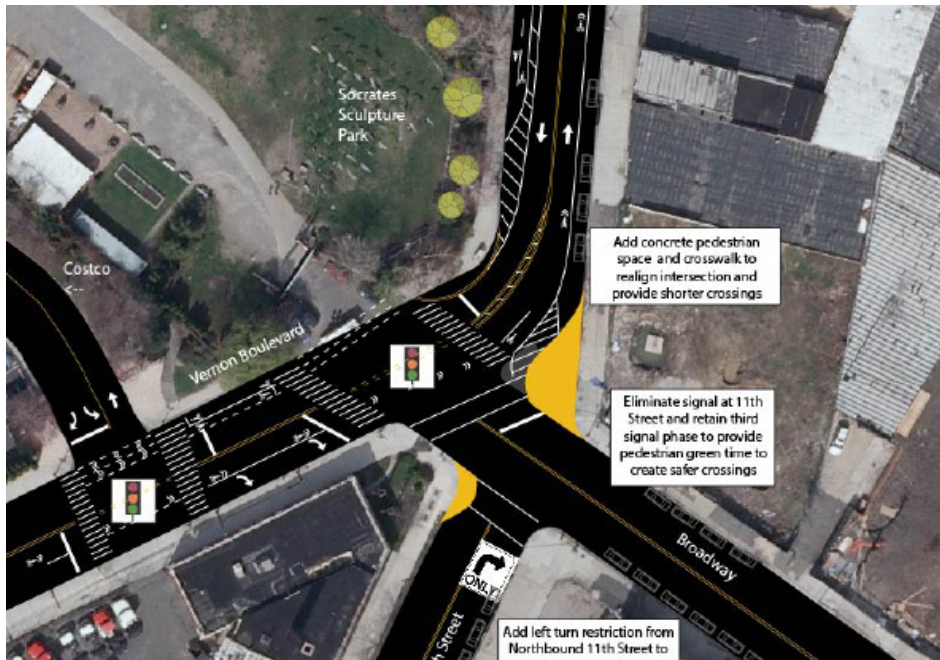 Socrates
Sculpture
Park
Add concrete pedestrian
space and crosswalk to
realign intersection and
provide shorter crossings
Costco
<--
Vernon Boulevard
Eliminate signal at 11th
Street and retain third
signal phase to provide
pedestrian green time to
create safer crossings
Broadway
ONLY
h Street
Add left turn restriction from
Northbound 11th Street to